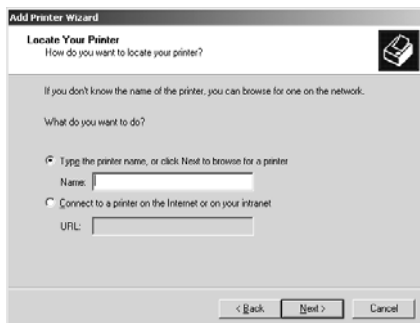 Add Printer Wizard
Locate Your Printer
How do you want to locate your printer?
If you don't know the name of the printer, you can browse for one on the network.
What do you want to do?
Type the printer name, or click Next to browse for a printer
Name:
Connect to a printer on the Internet or on your intranet
URL:
< Back
Next >
Cancel